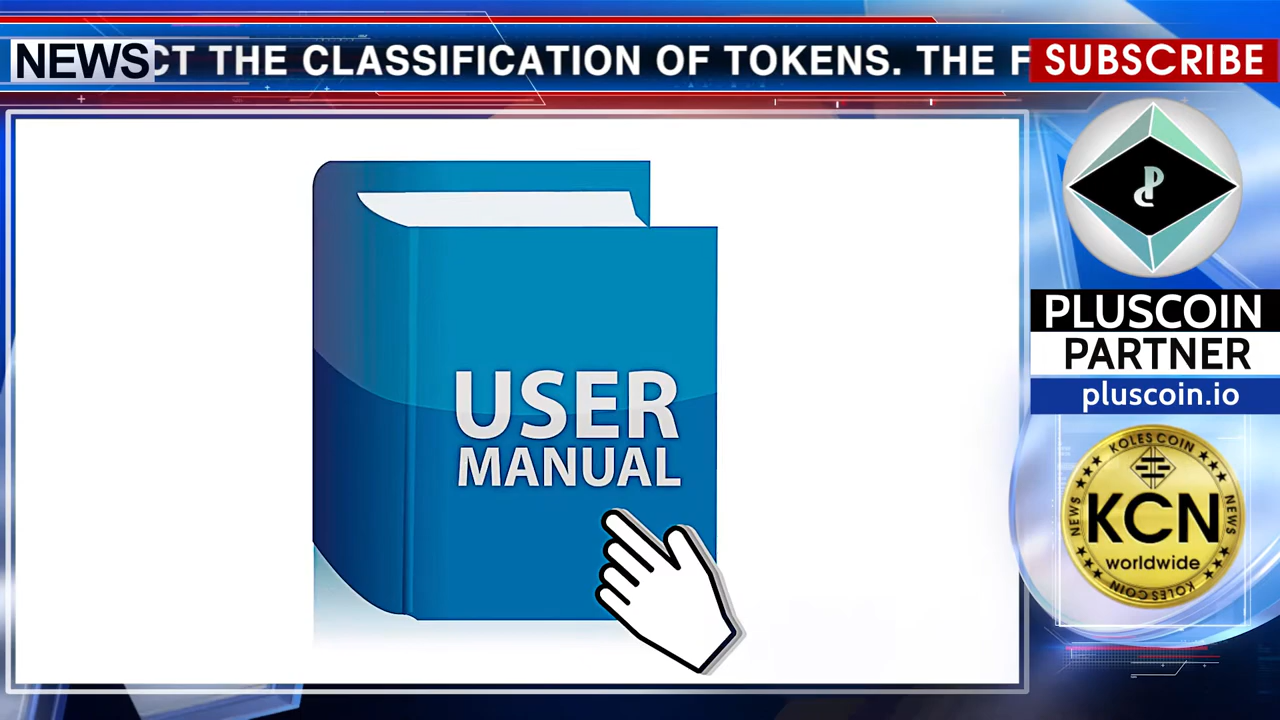 NEWS CT THE CLASSIFICATION OF TOKENS. THE F SUBSCRIBE
USER
MANUAL
PLUSCOIN
PARTNER
pluscoin.io
KOLES COIN
NEWS
KCN
NEWS
worldwide
KOLES COIN